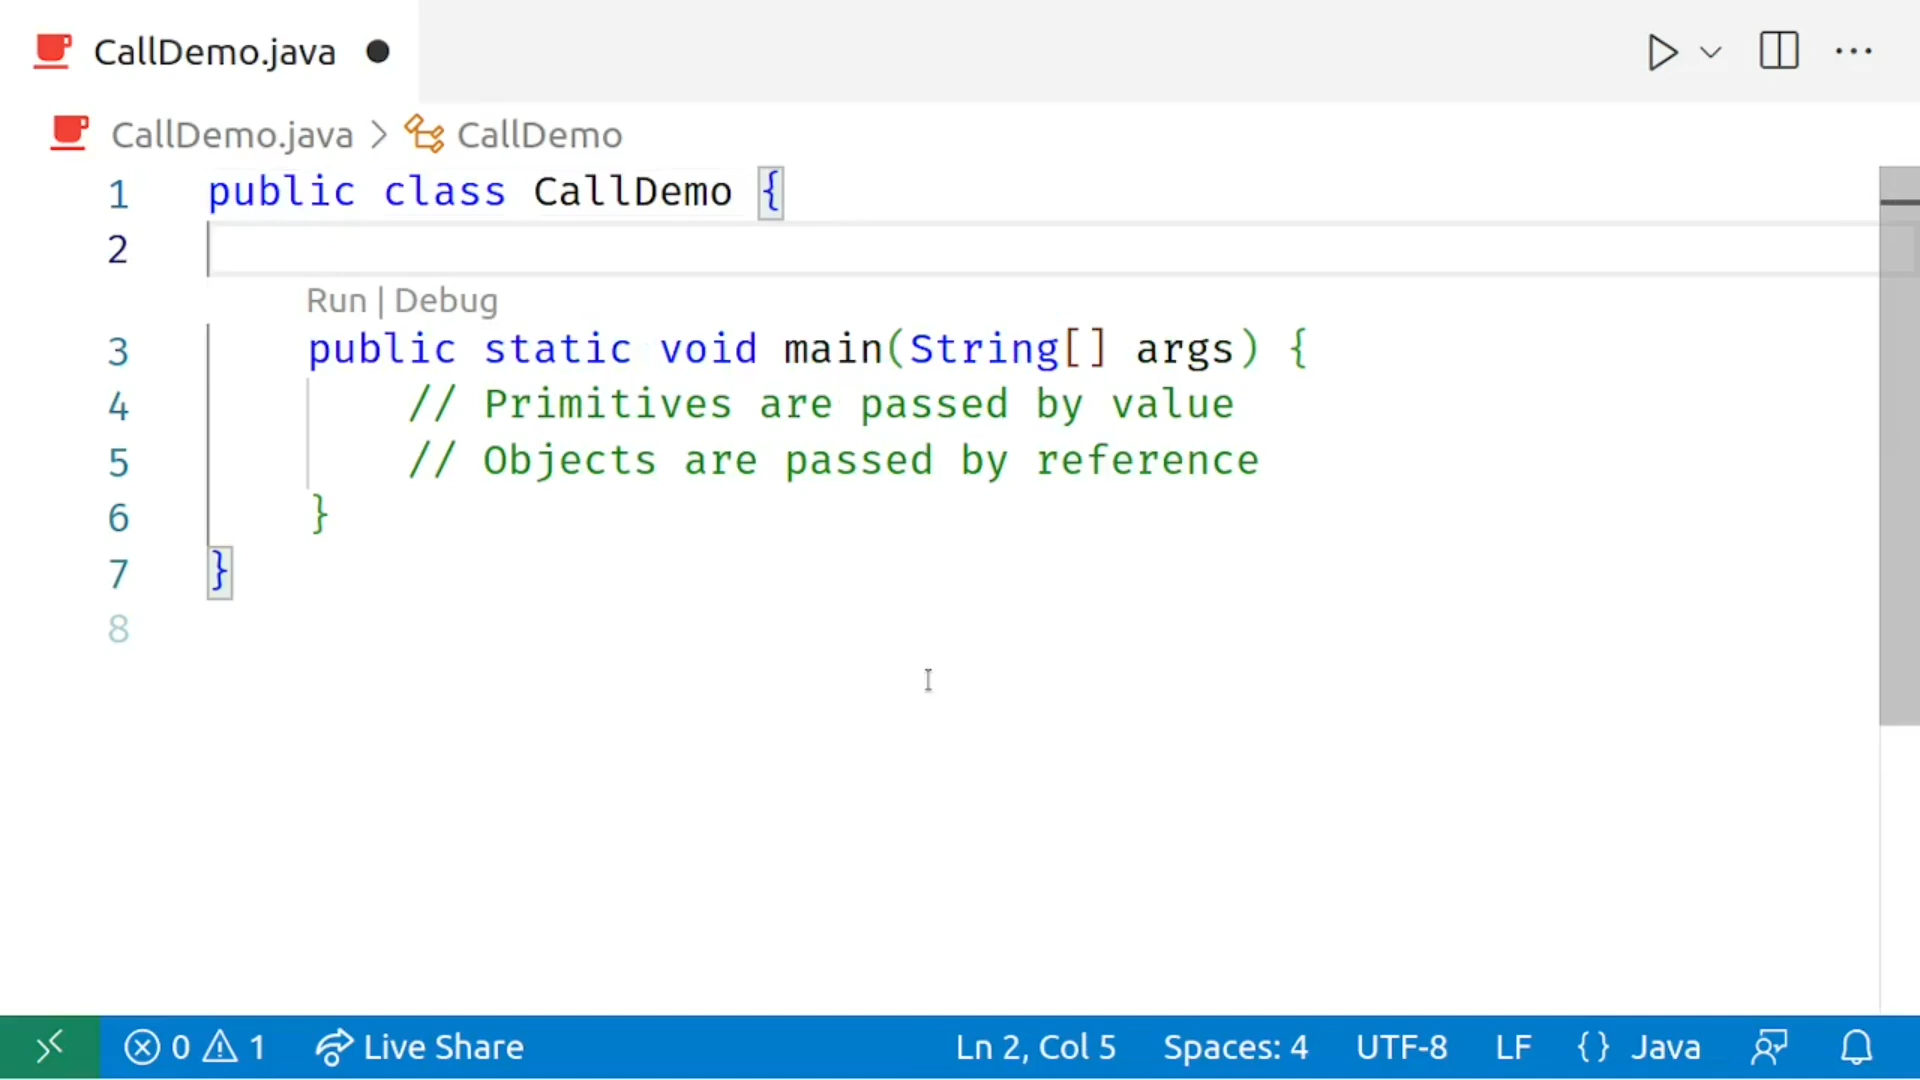 CallDemo.java
CallDemo.java > CallDemo
1 public class CallDemo {
2
Run | Debug
3 public static void main(String[] args) {
4 // Primitives are passed by value
5 // Objects are passed by reference
6 }
7 }
8
0 1 Live Share Ln 2, Col 5 Spaces: 4 UTF-8 LF {} Java